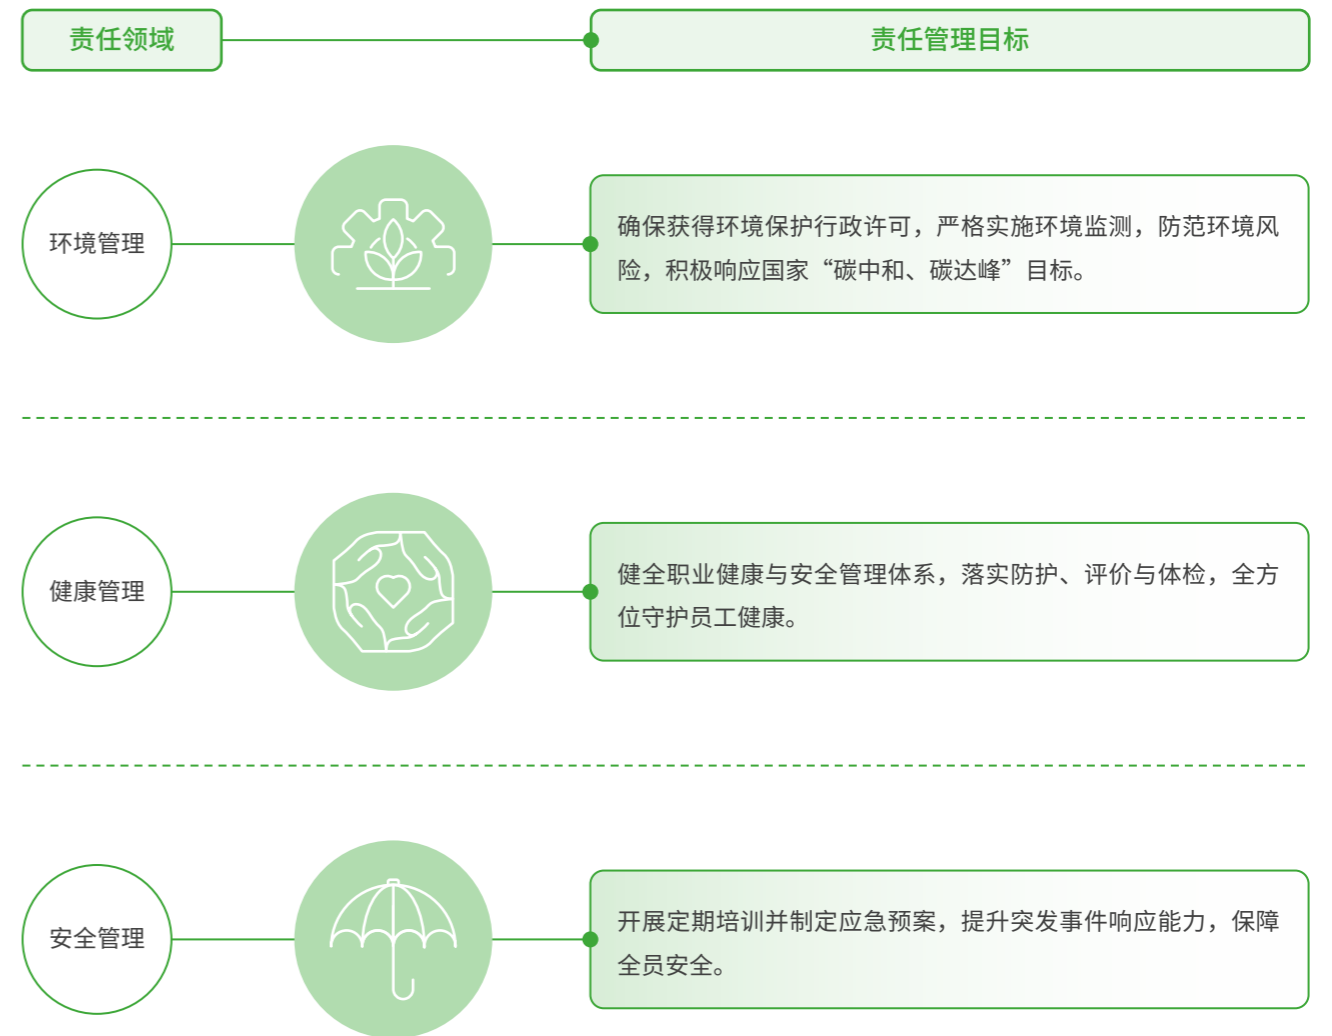 责任领域
责任管理目标
环境管理
确保获得环境保护行政许可，严格实施环境监测，防范环境风
险，积极响应国家“碳中和、碳达峰”目标。
健康管理
健全职业健康与安全管理体系，落实防护、评价与体检，全方
位守护员工健康。
安全管理
开展定期培训并制定应急预案，提升突发事件响应能力，保障
全员安全。